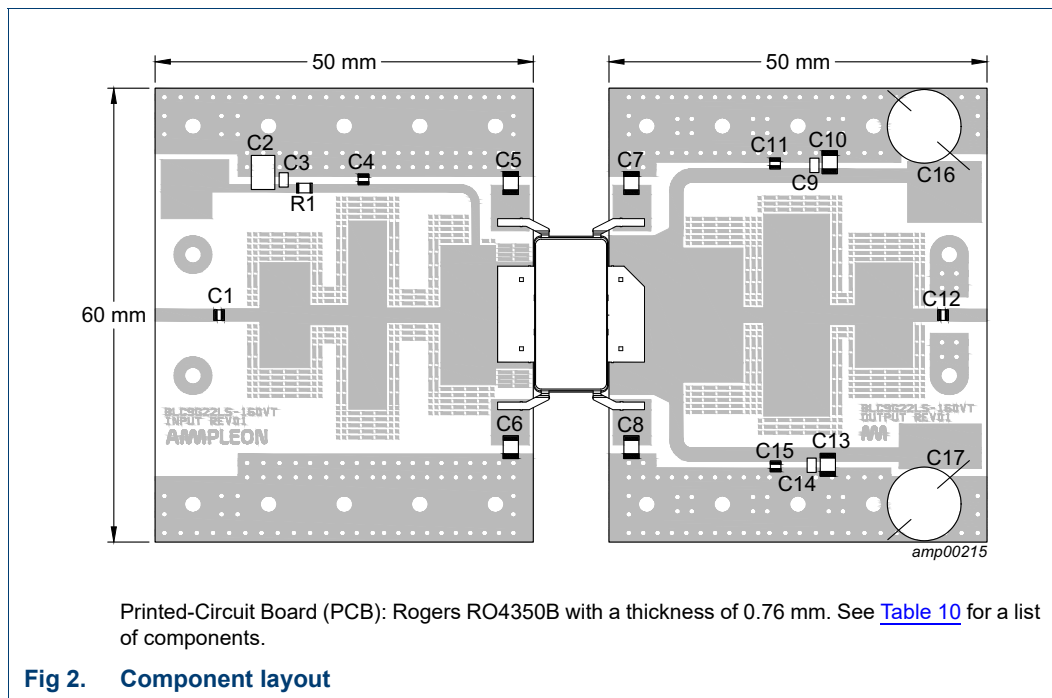 50 mm
50 mm
60 mm
C2
C3
C4
C5
R1
C7
C11
C10
C9
C16
C1
C12
BLC9G22LS-160VT
INPUT REV01
AMPLEON
C6
C8
BLC9G22LS-160VT
OUTPUT REV01
C15
C13
C14
C17
amp00215
Printed-Circuit Board (PCB): Rogers RO4350B with a thickness of 0.76 mm. See Table 10 for a list
of components.
Fig 2. Component layout